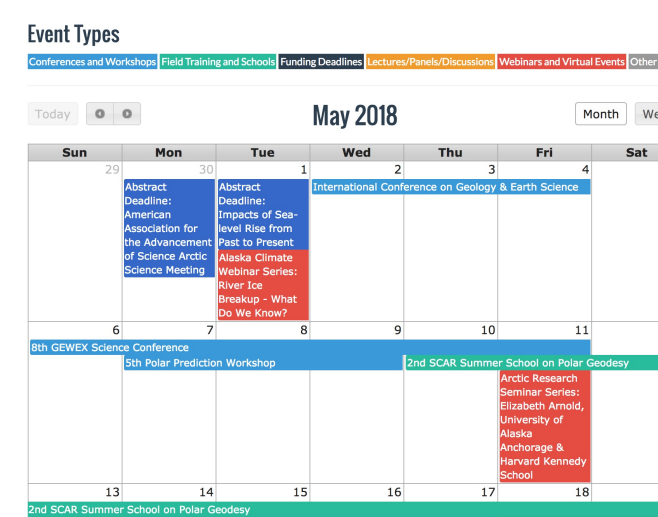 Event Types
Conferences and Workshops Field Training and Schools Funding Deadlines Lectures/Panels/Discussions Webinars and Virtual Events Other
Today May 2018 Month We
Sun Mon Tue Wed Thu Fri Sat
29 30 1 2 3 4
Abstract
Deadline:
American
Association for
the Advancement
of Science Arctic
Science Meeting
Abstract
Deadline:
Impacts of Sea-
level Rise from
Past to Present
Alaska Climate
Webinar Series:
River Ice
Breakup - What
Do We Know?
International Conference on Geology & Earth Science
6 7 8 9 10 11
8th GEWEX Science Conference
5th Polar Prediction Workshop
2nd SCAR Summer School on Polar Geodesy
Arctic Research
Seminar Series:
Elizabeth Arnold,
University of
Alaska
Anchorage &
Harvard Kennedy
School
13 14 15 16 17 18
2nd SCAR Summer School on Polar Geodesy